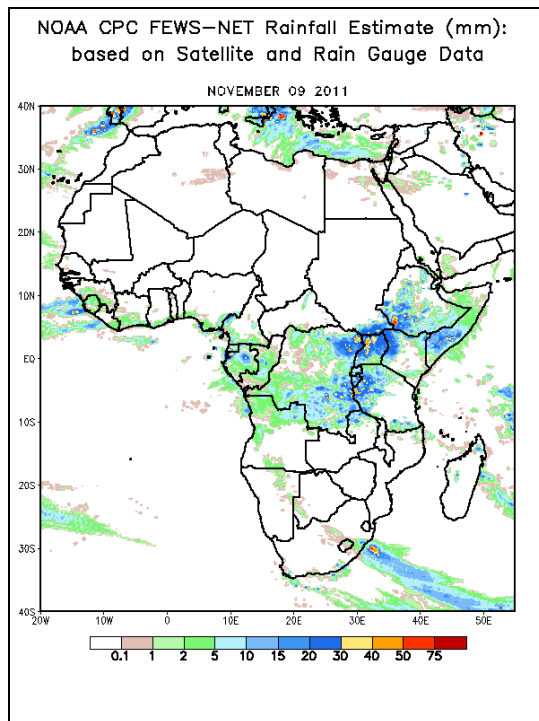 NOAA CPC FEWS-NET Rainfall Estimate (mm):
based on Satellite and Rain Gauge Data
NOVEMBER 09 2011
40N
30N
20N
10N
EQ
10S
20S
30S
40S
20W 10W 0 10E 20E 30E 40E 50E
0.1 1 2 5 10 15 20 30 40 50 75